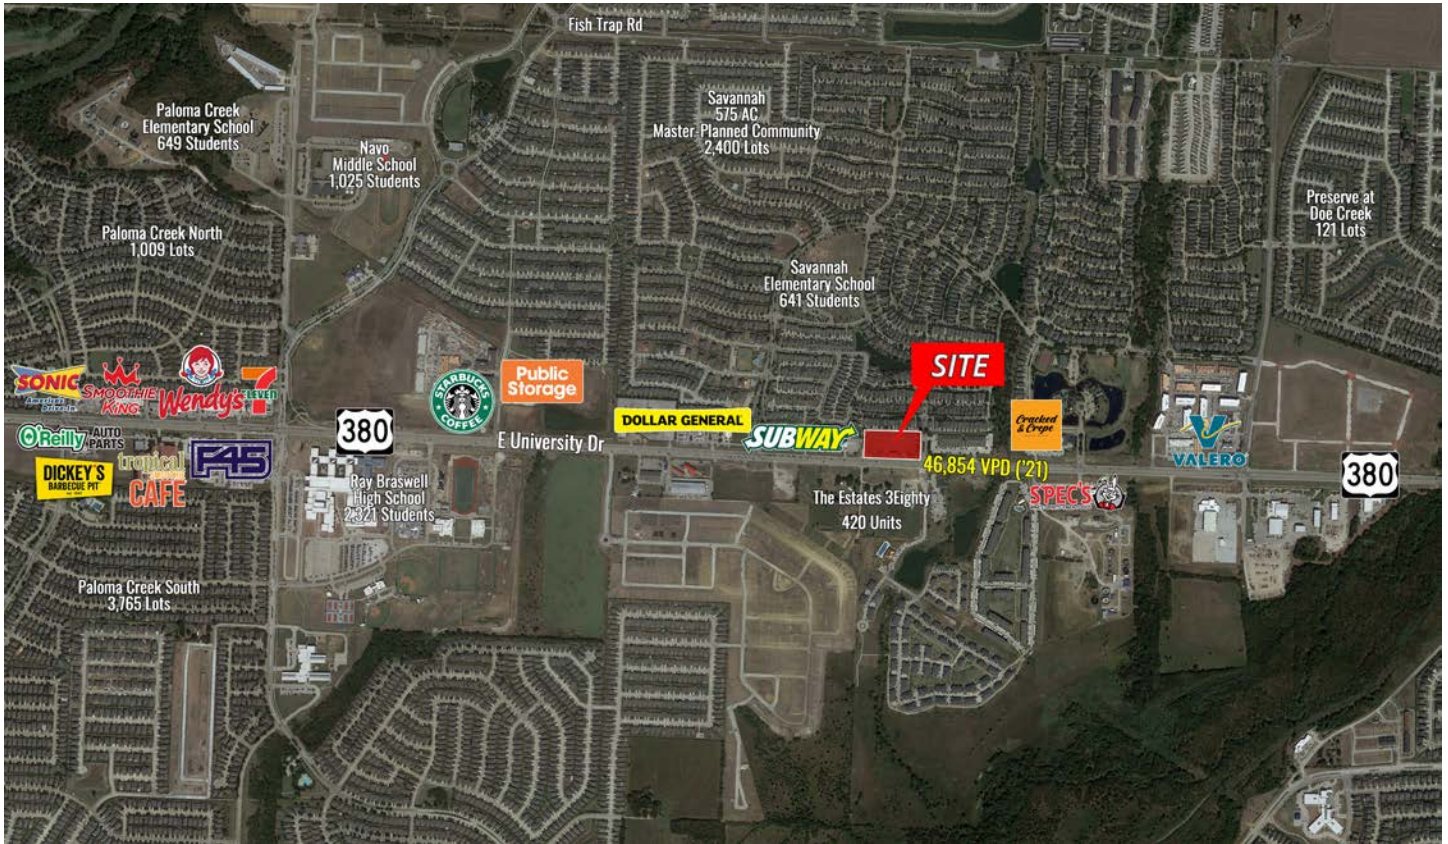 Fish Trap Rd
Paloma Creek
Elementary School
649 Students
Navo
Middle School
1,025 Students
Savannah
575 AC
Master-Planned Community
2,400 Lots
Preserve at
Doe Creek
121 Lots
Paloma Creek North
1,009 Lots
Savannah
Elementary School
641 Students
SITE
SONIC
America's
Drive-In
SMOOTHIE
KING
Wendy's
7
ELEVEN
380
STARBUCKS
COFFEE
Public
Storage
DOLLAR GENERAL
SUBWAY
E University Dr
Cracked
& Crepe
VALERO
46,854 VPD ('21)
380
O'Reilly AUTO
PARTS
DICKEY'S
BARBECUE PIT
tropical
CAFE
F45
Ray Braswell
High School
2,321 Students
The Estates 3Eighty
420 Units
SPEC'S
Paloma Creek South
3,765 Lots